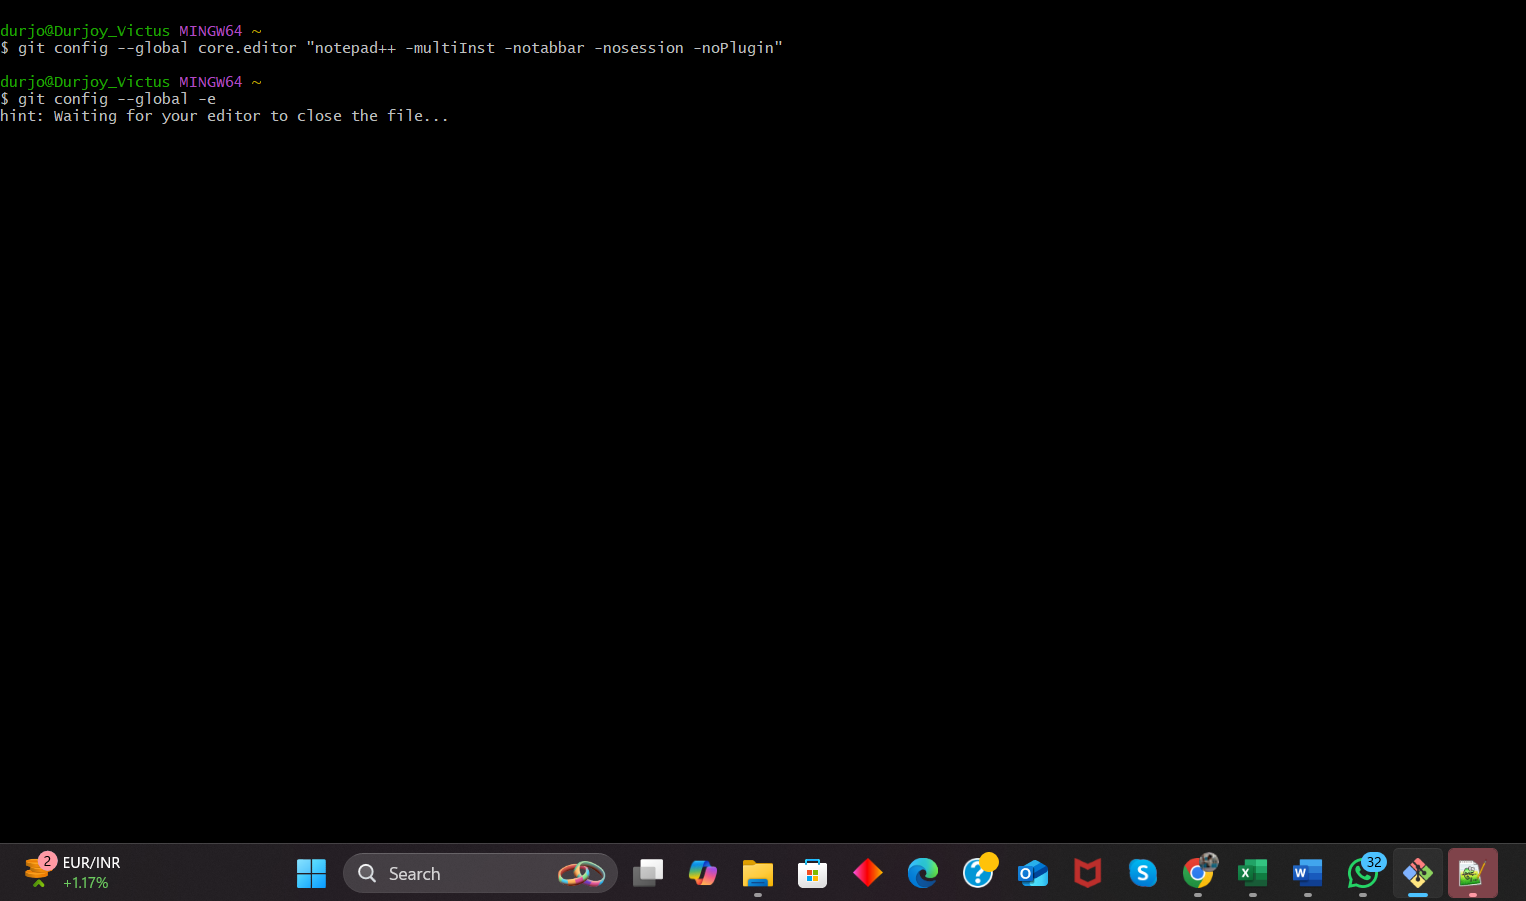 durjo@Durjoy_Victus MINGW64 ~
$ git config --global core.editor "notepad++ -multiInst -notabbar -nosession -noPlugin"
durjo@Durjoy_Victus MINGW64 ~
$ git config --global -e
hint: Waiting for your editor to close the file...
2
EUR/INR
+1.17%
Search
32